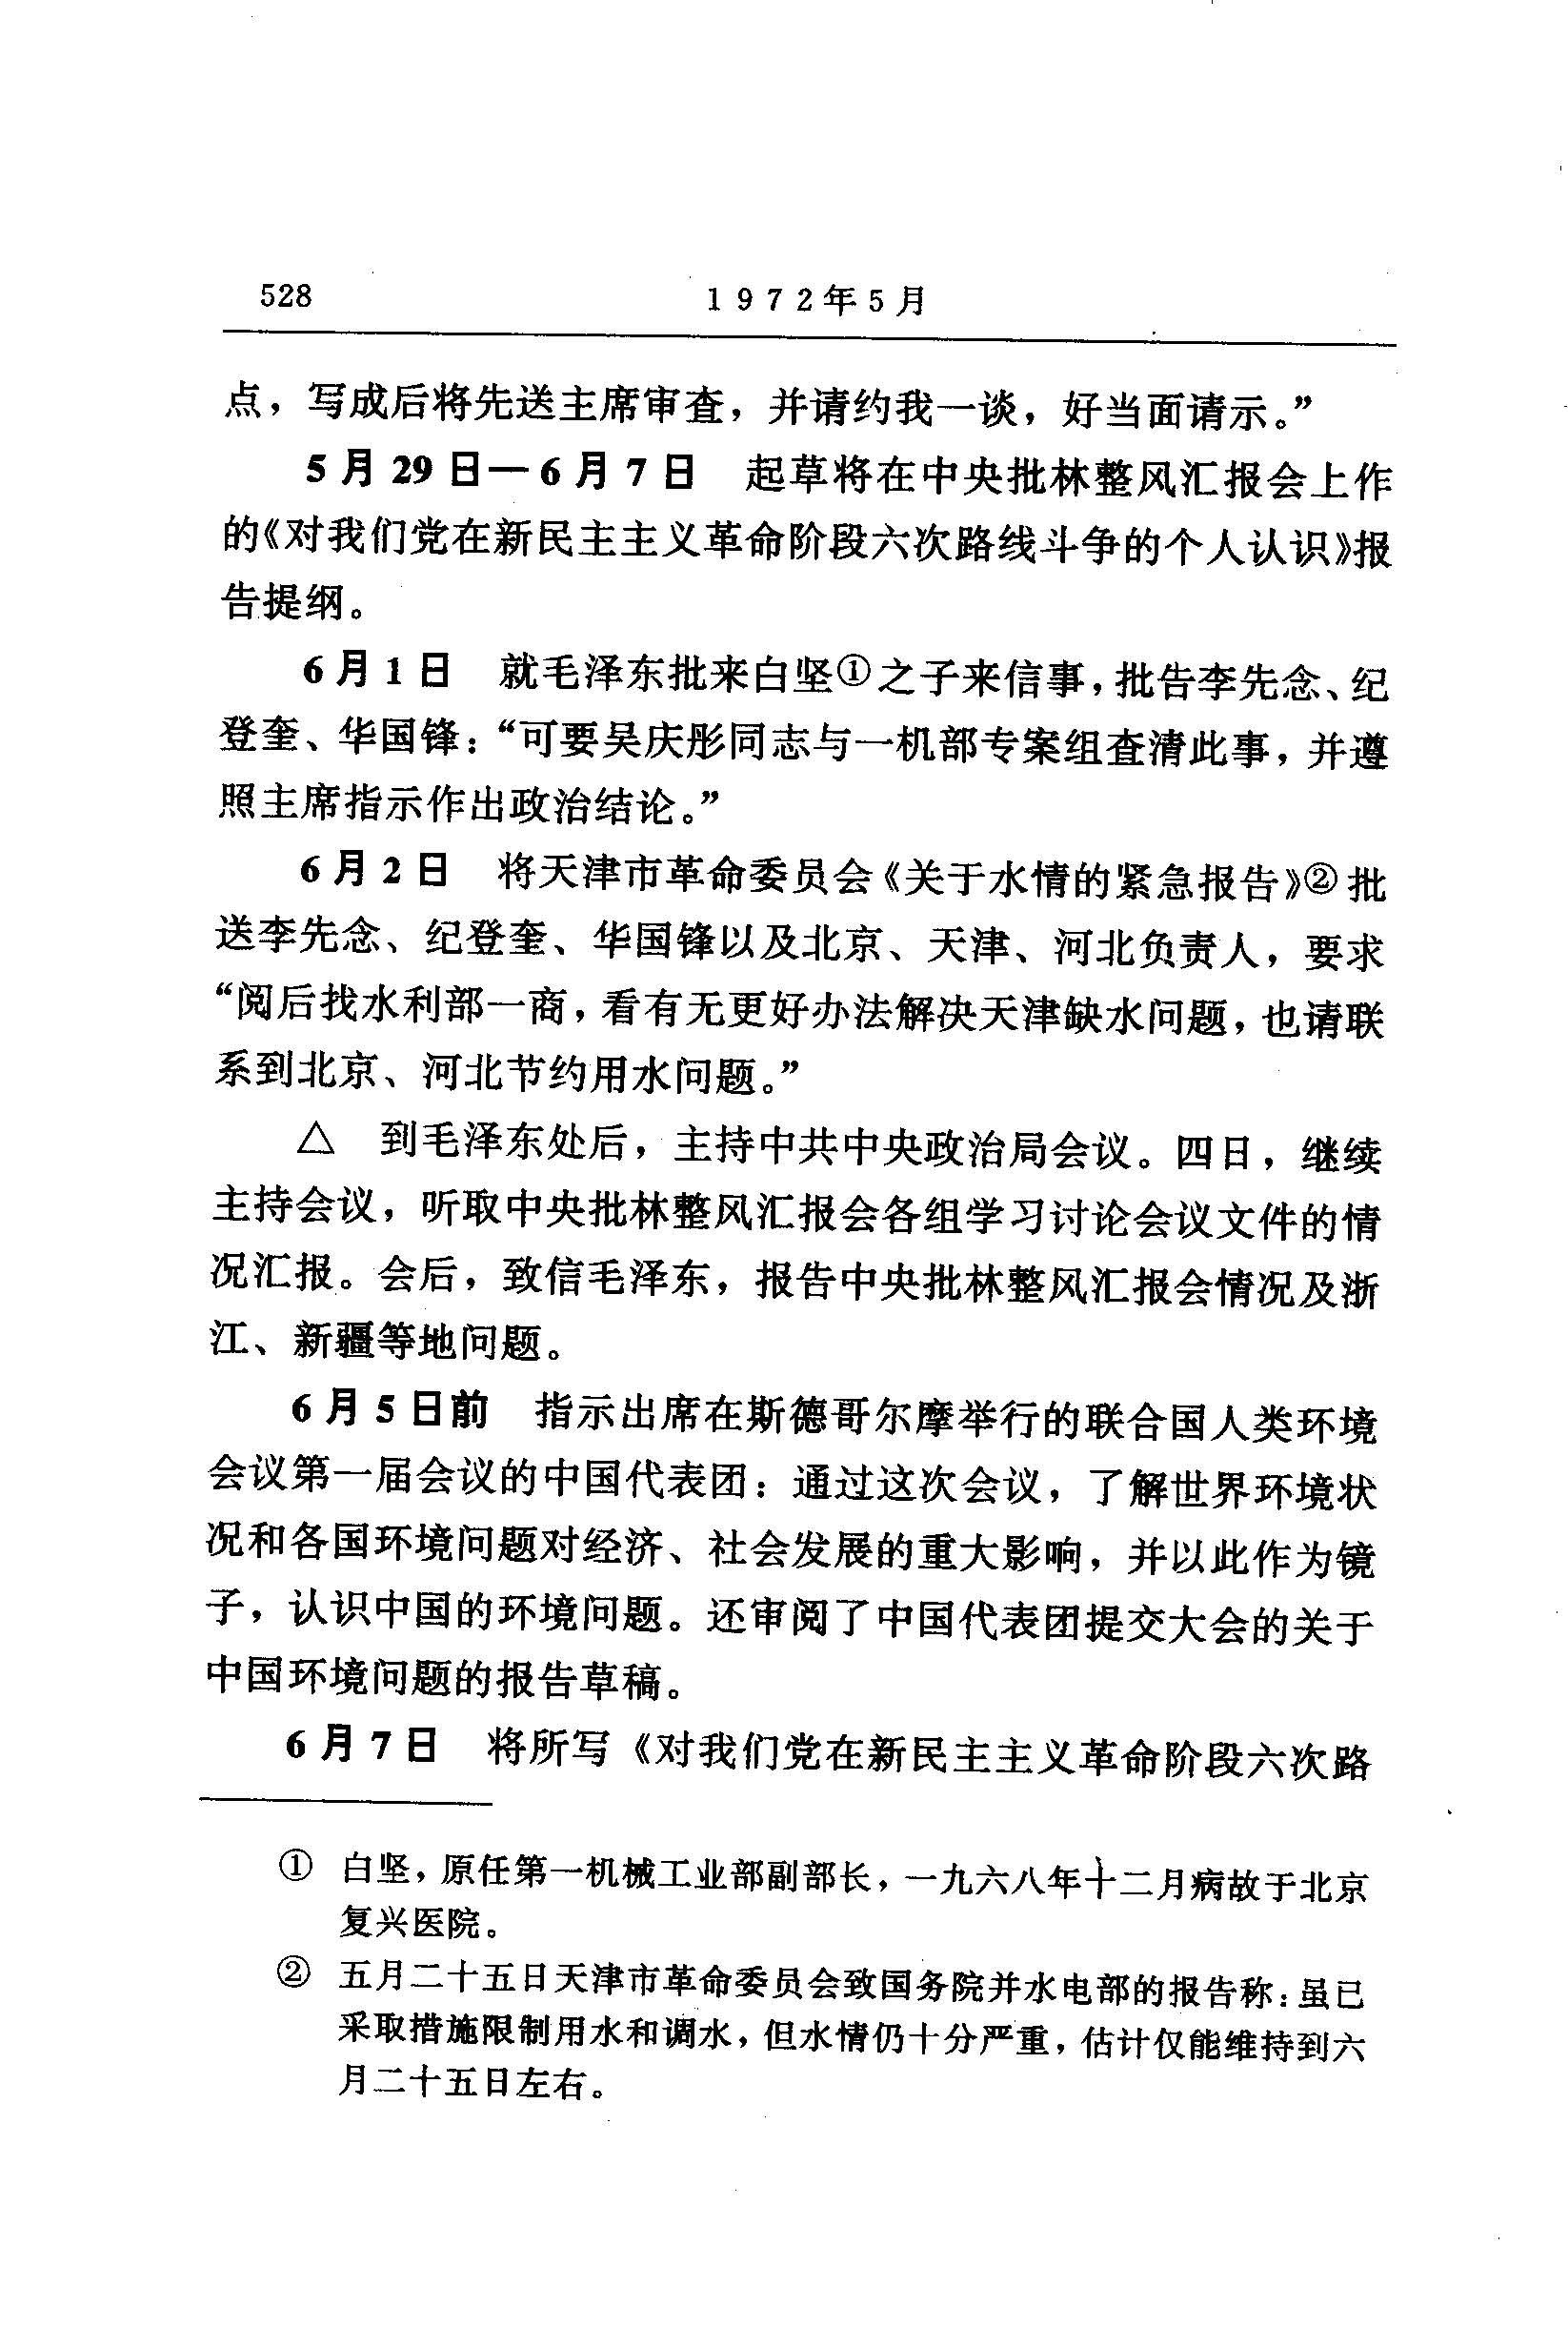 528
1972年5月
点，写成后将先送主席审查，并请约我一谈，好当面请示。”
5月29日—6月7日　起草将在中央批林整风汇报会上作
的《对我们党在新民主主义革命阶段六次路线斗争的个人认识》报
告提纲。
6月1日　就毛泽东批来白坚①之子来信事，批告李先念、纪
登奎、华国锋：“可要吴庆彤同志与一机部专案组查清此事，并遵
照主席指示作出政治结论。”
6月2日　将天津市革命委员会《关于水情的紧急报告》②批
送李先念、纪登奎、华国锋以及北京、天津、河北负责人，要求
“阅后找水利部一商，看有无更好办法解决天津缺水问题，也请联
系到北京、河北节约用水问题。”
△　到毛泽东处后，主持中共中央政治局会议。四日，继续
主持会议，听取中央批林整风汇报会各组学习讨论会议文件的情
况汇报。会后，致信毛泽东，报告中央批林整风汇报会情况及浙
江、新疆等地问题。
6月5日前　指示出席在斯德哥尔摩举行的联合国人类环境
会议第一届会议的中国代表团：通过这次会议，了解世界环境状
况和各国环境问题对经济、社会发展的重大影响，并以此作为镜
子，认识中国的环境问题。还审阅了中国代表团提交大会的关于
中国环境问题的报告草稿。
6月7日　将所写《对我们党在新民主主义革命阶段六次路
①　白坚，原任第一机械工业部副部长，一九六八年十二月病故于北京
复兴医院。
②　五月二十五日天津市革命委员会致国务院并水电部的报告称：虽已
采取措施限制用水和调水，但水情仍十分严重，估计仅能维持到六
月二十五日左右。